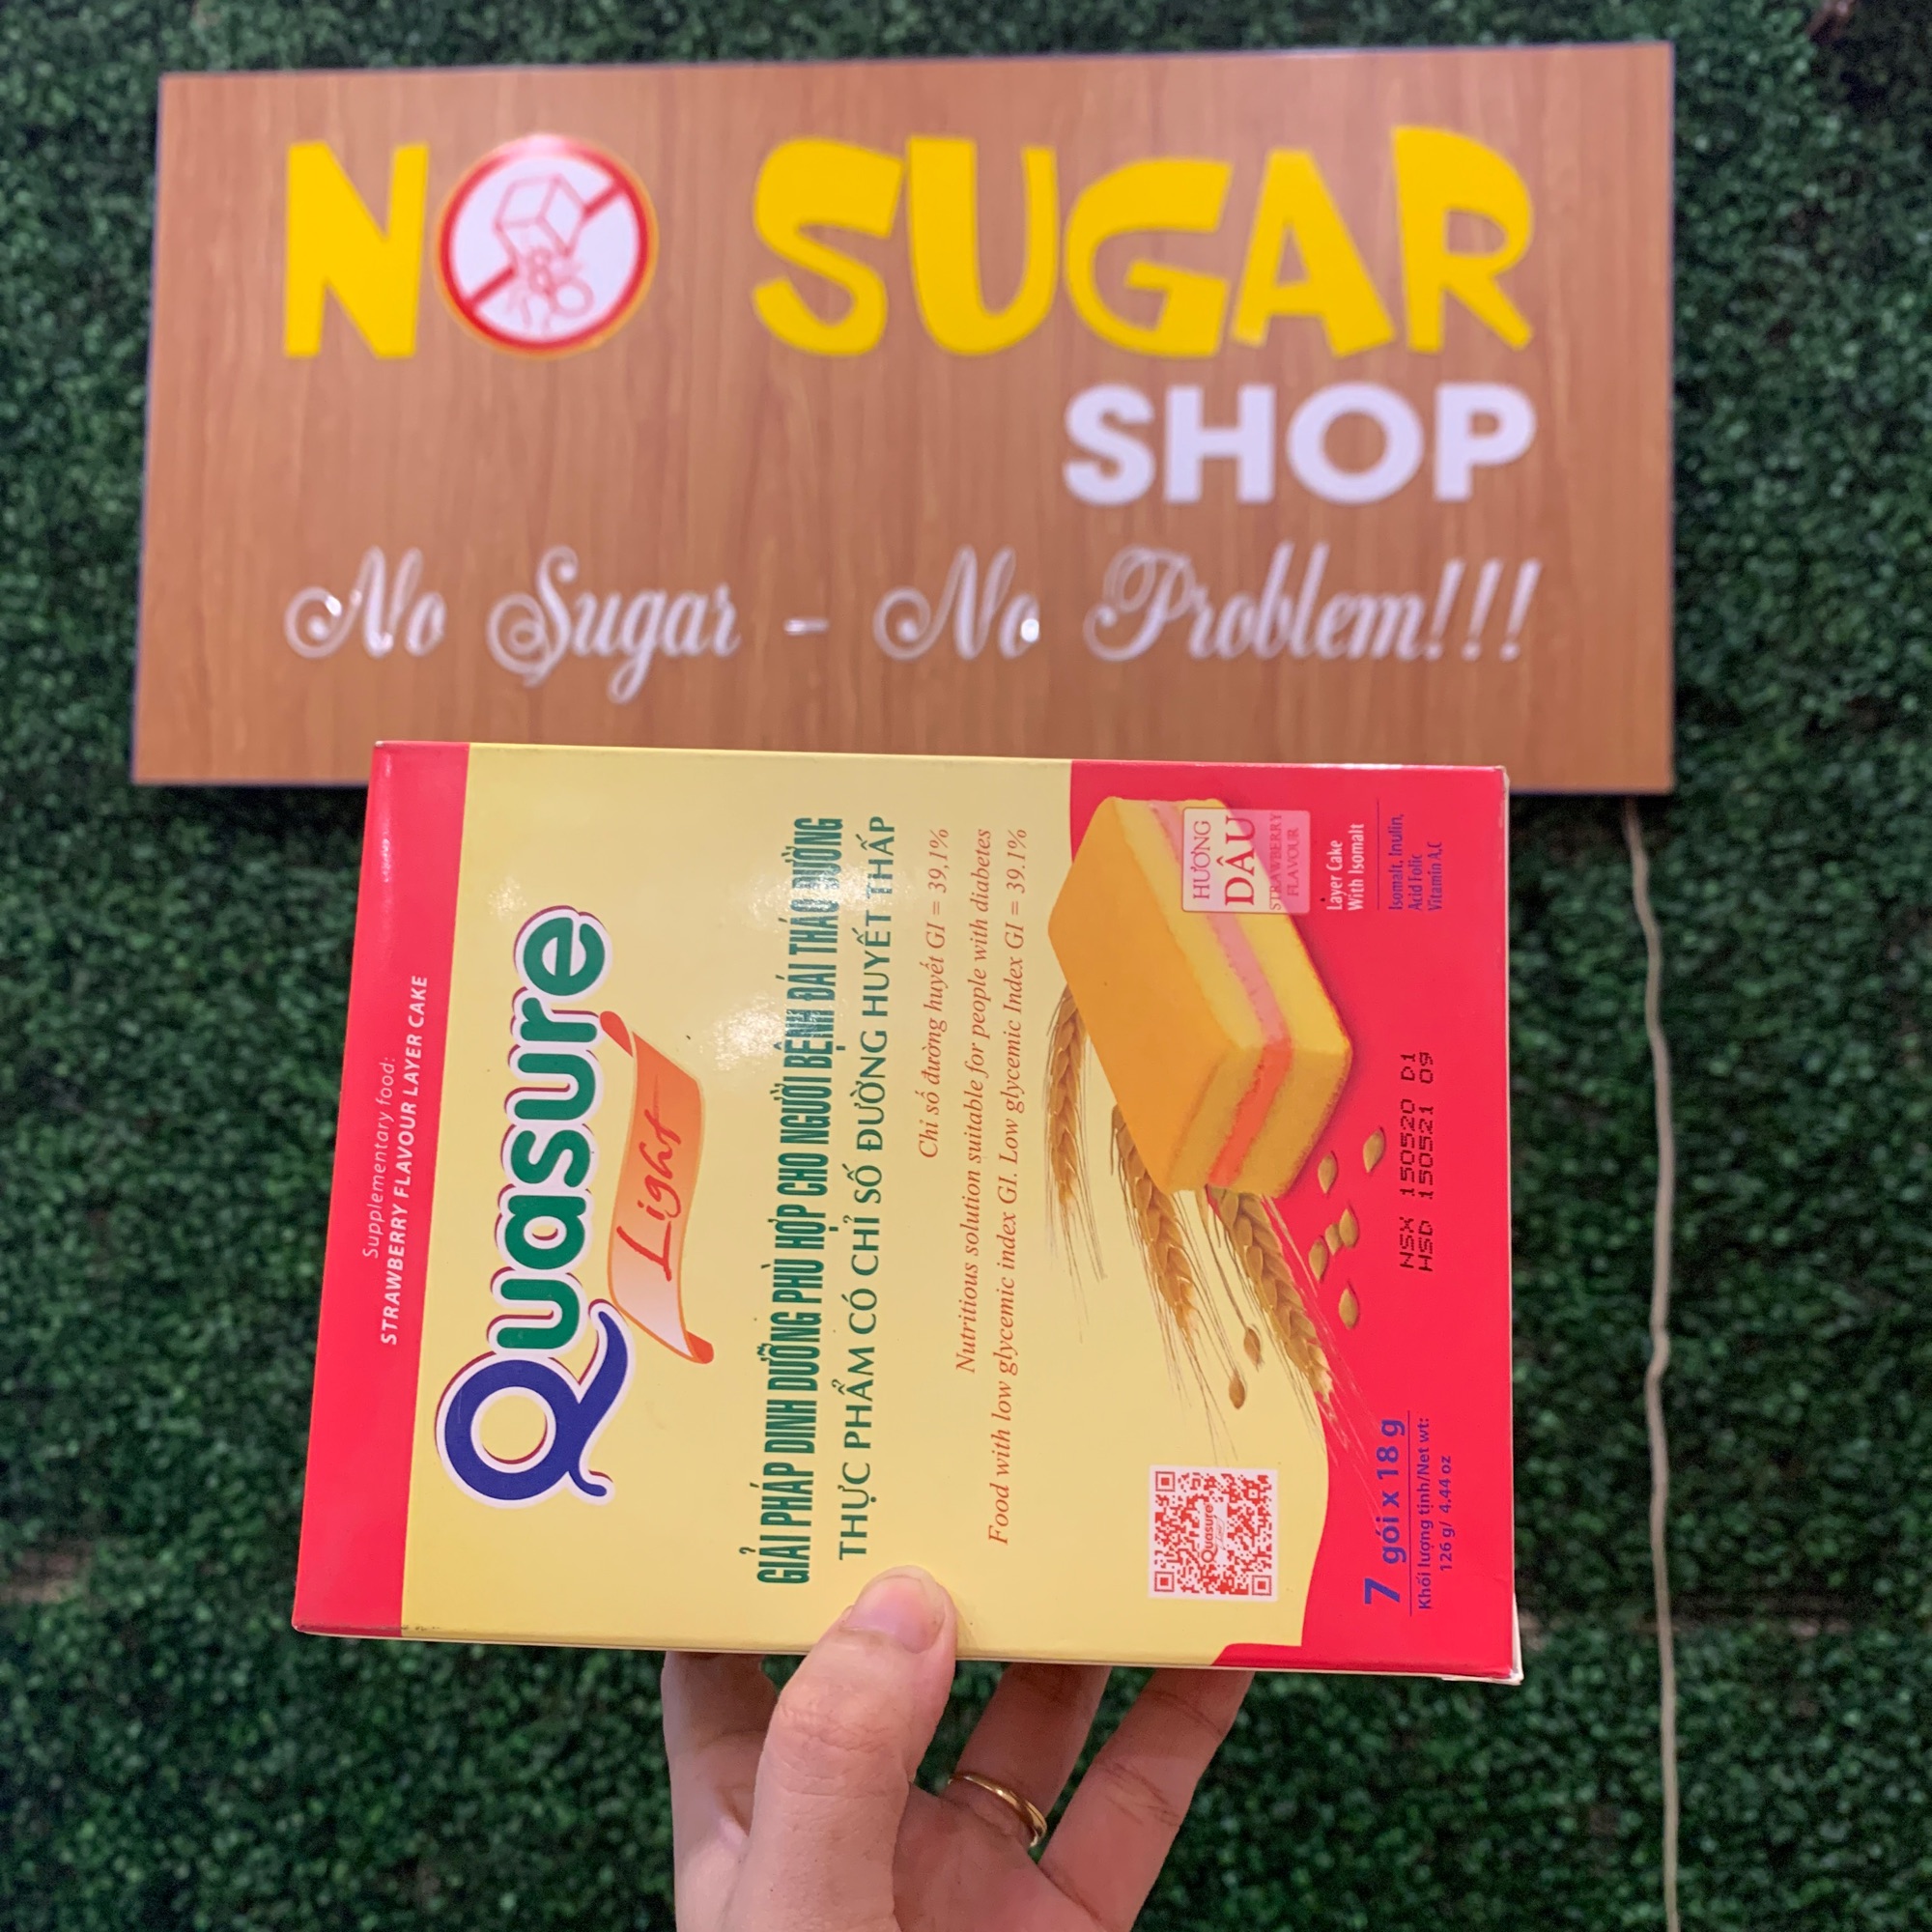 NO SUGAR
SHOP
No Sugar - No Problem!!!
Supplementary food:
STRAWBERRY FLAVOUR LAYER CAKE
Quasure
Light
GIẢI PHÁP DINH DƯỠNG PHÙ HỢP CHO NGƯỜI BỆNH ĐÁI THÁO ĐƯỜNG
THỰC PHẨM CÓ CHỈ SỐ ĐƯỜNG HUYẾT THẤP
Chỉ số đường huyết GI = 39,1%
Nutritious solution suitable for people with diabetes
Food with low glycemic index GI. Low glycemic Index GI = 39.1%
HƯƠNG
DÂU
STRAWBERRY
FLAVOUR
Layer Cake
With Isomalt
Isomalt, Inulin,
Acid Folic
Vitamin A,C
NSX 150520 D1
HSD 150521 09
Quasure
7 gói x 18 g
Khối lượng tịnh/Net wt:
126 g/ 4.44 oz